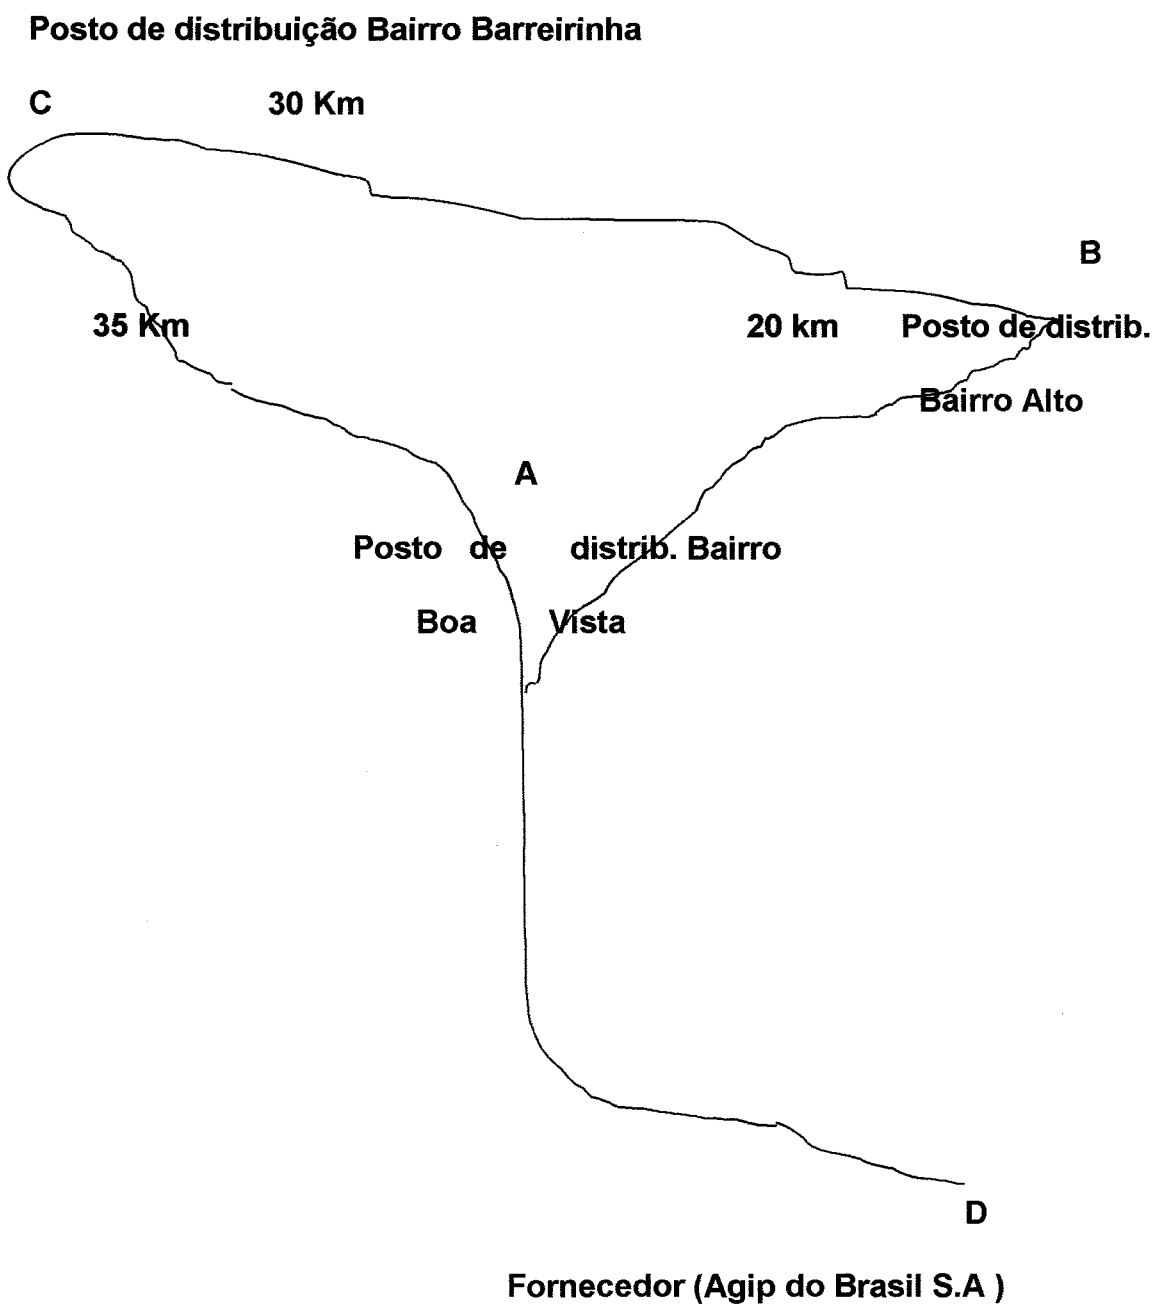 Posto de distribuição Bairro Barreirinha
C 30 Km
B
35 Km 20 km Posto de distrib.
Bairro Alto
A
Posto de distrib. Bairro
Boa Vista
D
Fornecedor (Agip do Brasil S.A )